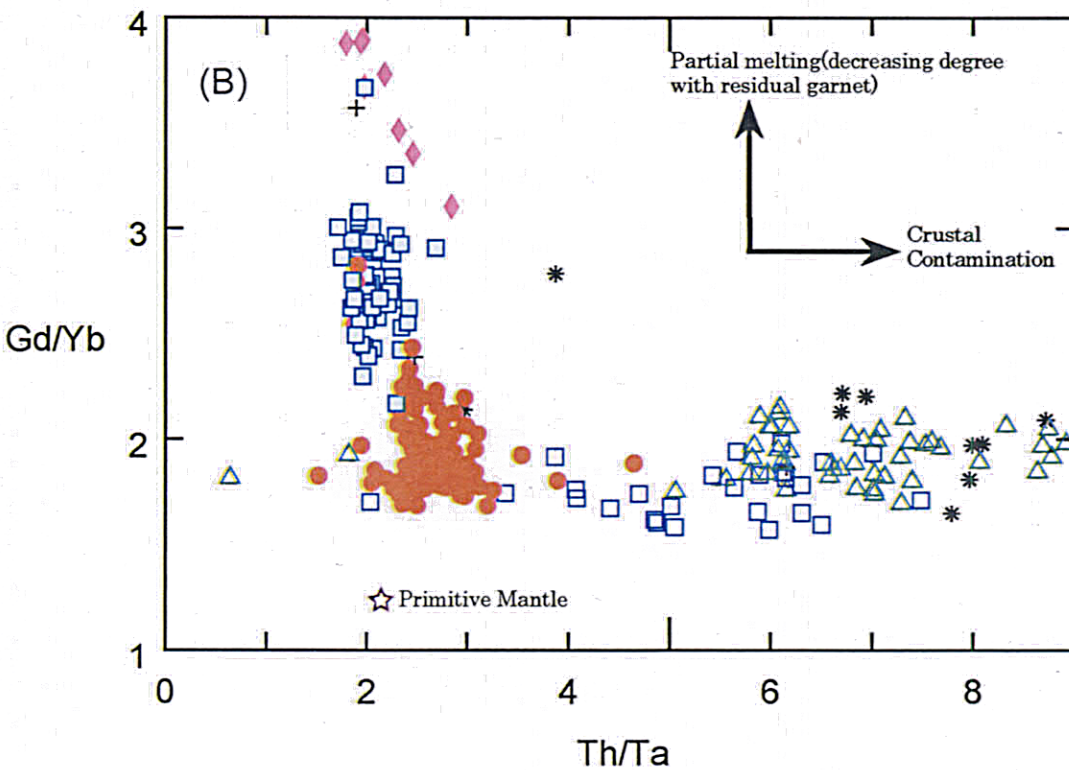 4
(B)
Partial melting(decreasing degree
with residual garnet)
3
Crustal
Contamination
Gd/Yb
2
Primitive Mantle
1
0 2 4 6 8
Th/Ta